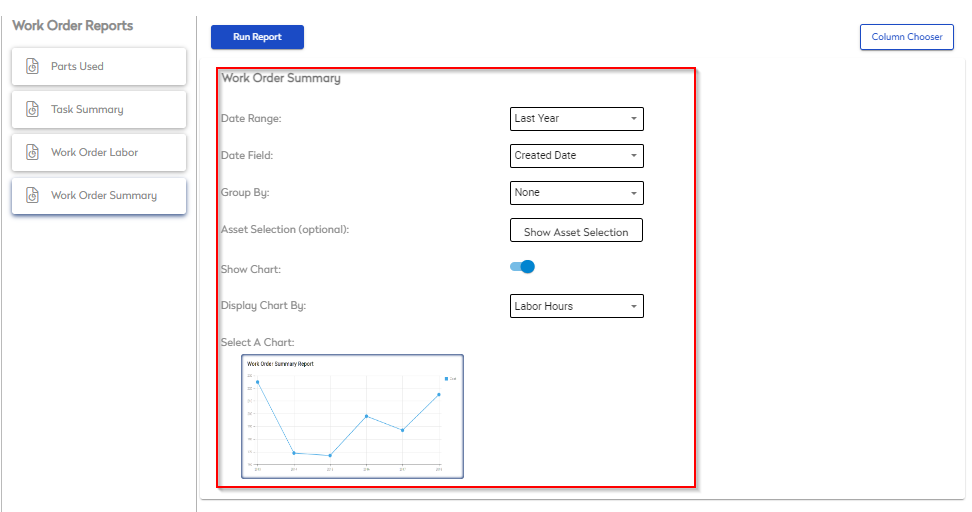 Work Order Reports
Parts Used
Task Summary
Work Order Labor
Work Order Summary
Run Report
Column Chooser
Work Order Summary
Date Range:
Last Year
Date Field:
Created Date
Group By:
None
Asset Selection (optional):
Show Asset Selection
Show Chart:
Display Chart By:
Labor Hours
Select A Chart:
Work Order Summary Report